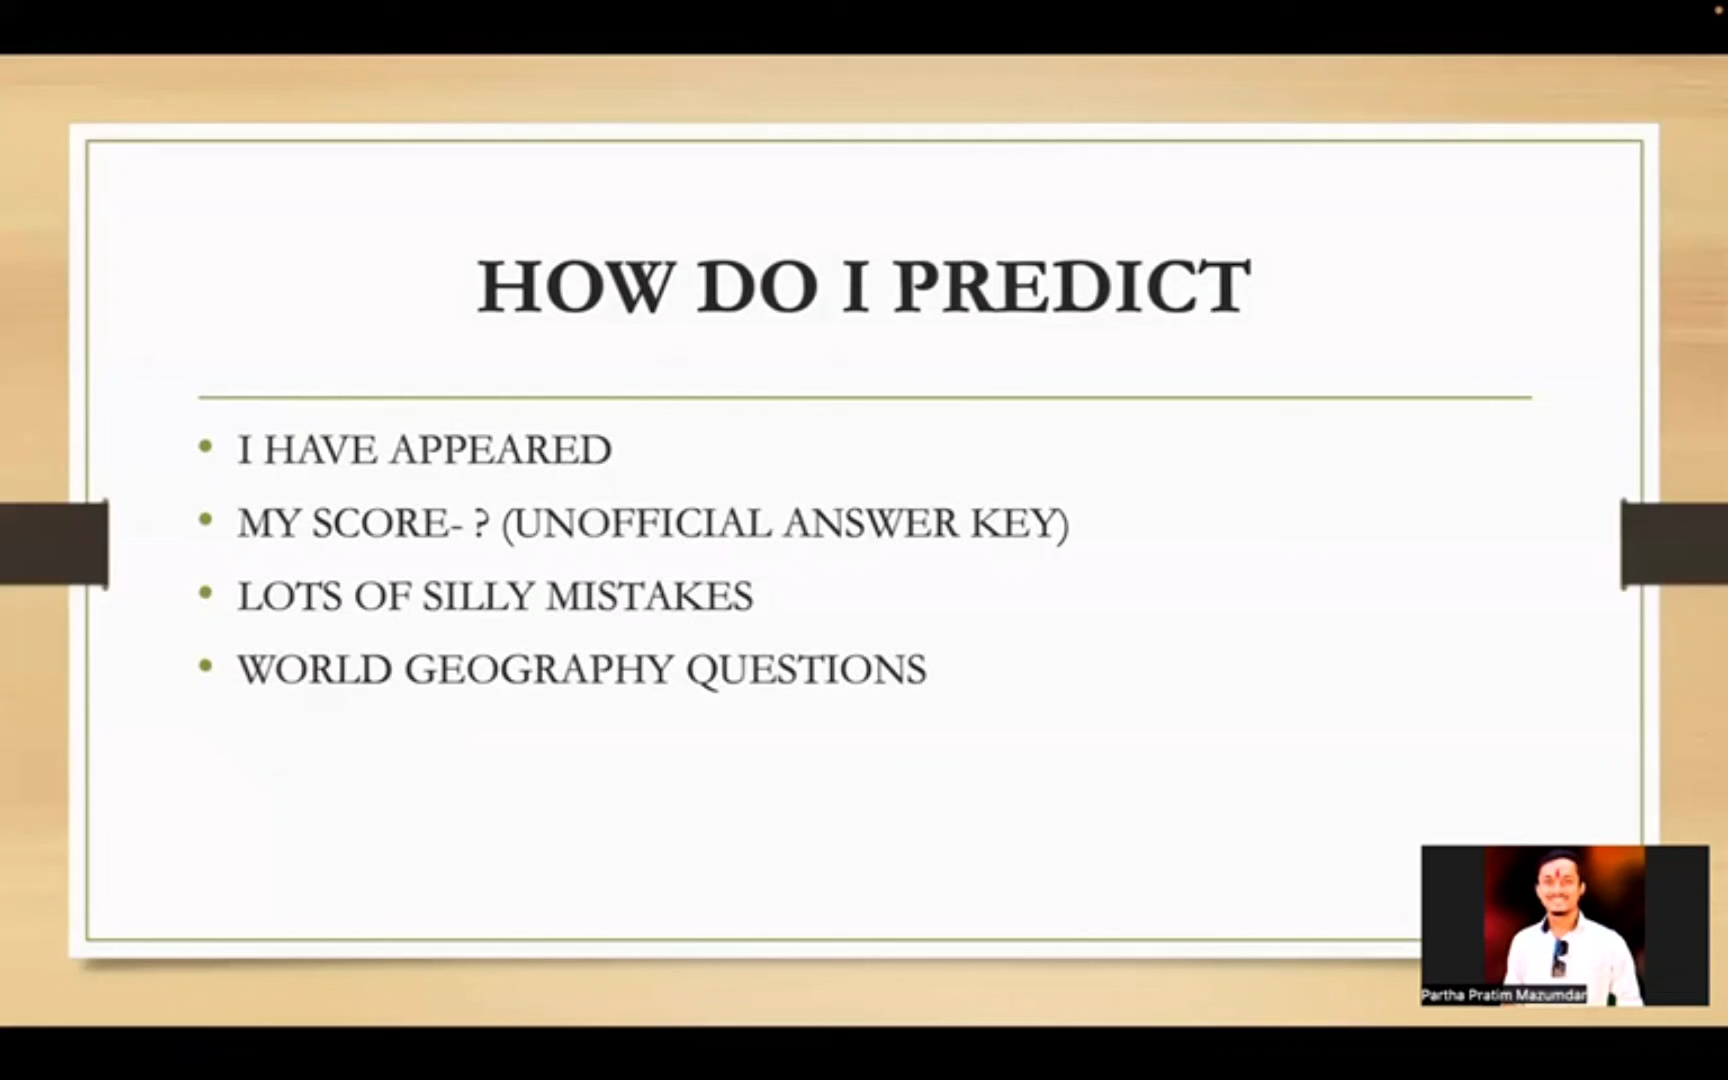 HOW DO I PREDICT
• I HAVE APPEARED
• MY SCORE- ? (UNOFFICIAL ANSWER KEY)
• LOTS OF SILLY MISTAKES
• WORLD GEOGRAPHY QUESTIONS
Partha Pratim Mazumdar